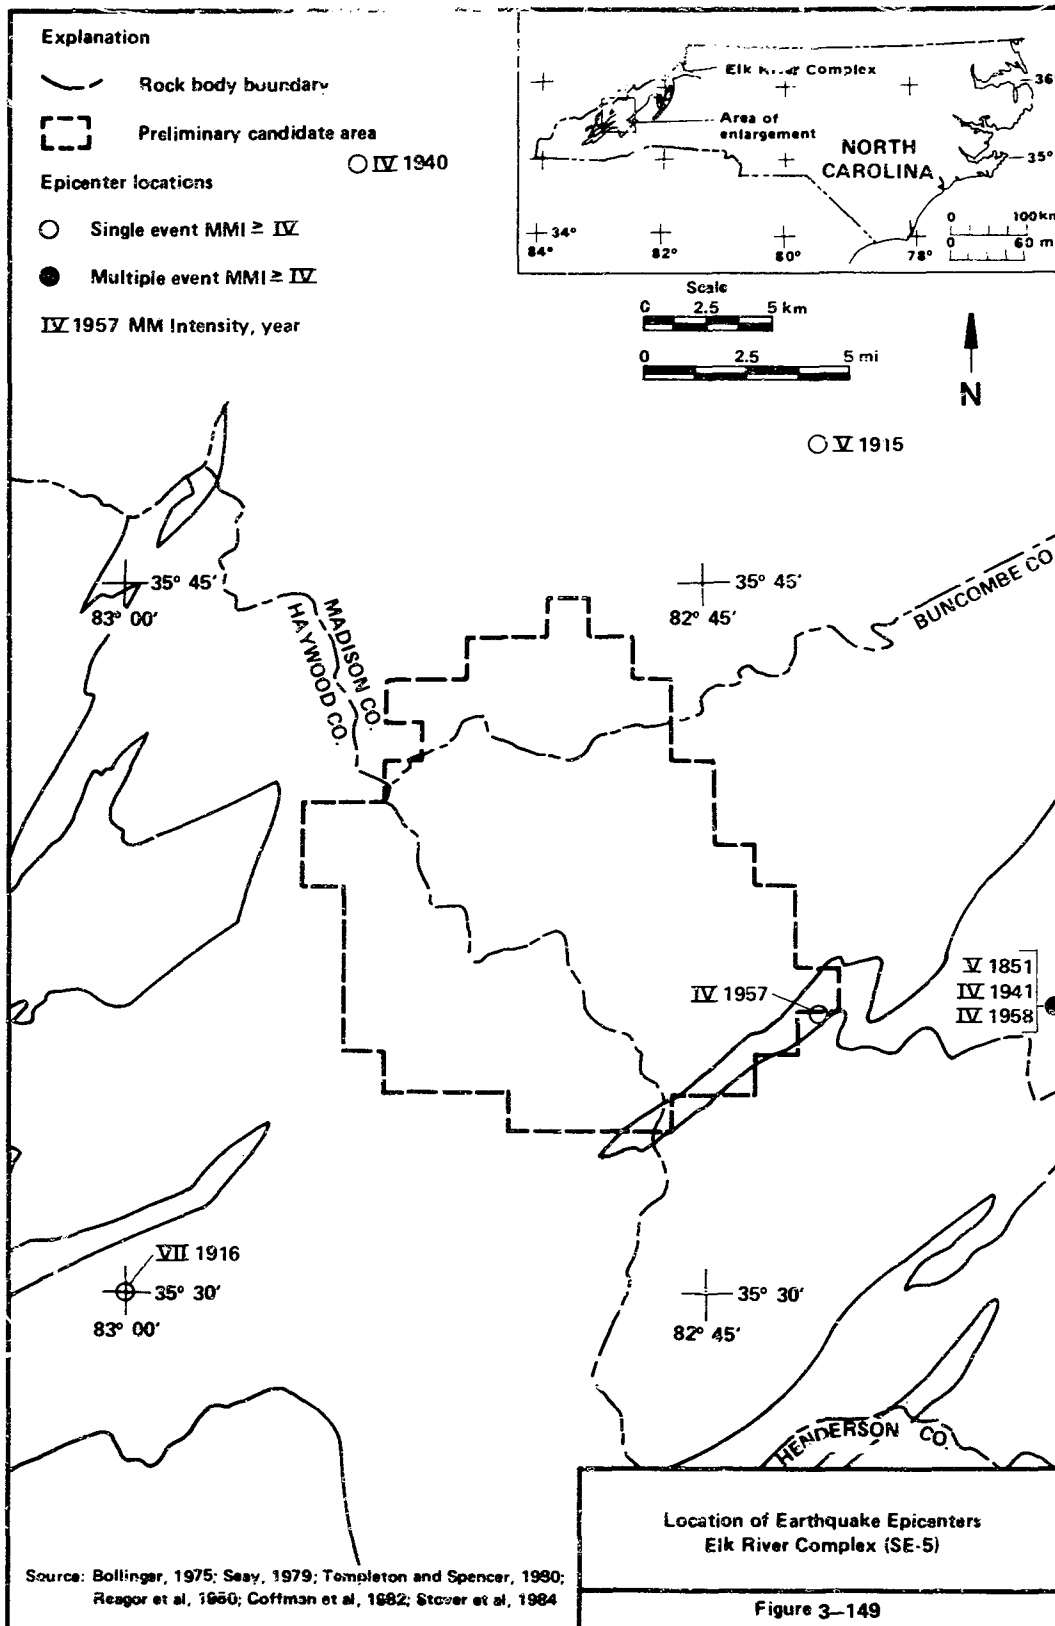 Explanation
Rock body boundary
Preliminary candidate area
IV 1940
Epicenter locations
Single event MMI ≥ IV
Multiple event MMI ≥ IV
IV 1957 MM Intensity, year
Elk River Complex
Area of
enlargement
NORTH
CAROLINA
36
35°
34°
84°
82°
80°
78°
0 100 km
0 60 m
Scale
0 2.5 5 km
0 2.5 5 mi
N
V 1915
35° 45'
83° 00'
35° 45'
82° 45'
BUNCOMBE CO
MADISON CO.
HAYWOOD CO.
IV 1957
V 1851
IV 1941
IV 1958
VII 1916
35° 30'
83° 00'
35° 30'
82° 45'
HENDERSON CO.
Location of Earthquake Epicenters
Elk River Complex (SE-5)
Source: Bollinger, 1975; Seay, 1979; Templeton and Spencer, 1980;
Reagor et al, 1980; Coffman et al, 1982; Stover et al, 1984
Figure 3–149